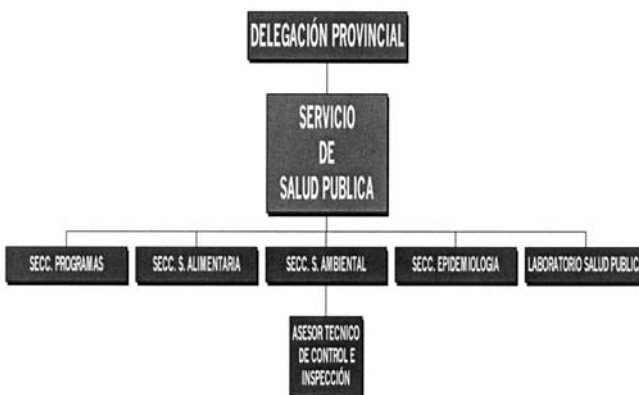 DELEGACIÓN PROVINCIAL
SERVICIO
DE
SALUD PUBLICA
SECC. PROGRAMAS
SECC. S. ALIMENTARIA
SECC. S. AMBIENTAL
SECC. EPIDEMIOLOGIA
LABORATORIO SALUD PUBLICA
ASESOR TECNICO
DE CONTROL E
INSPECCIÓN